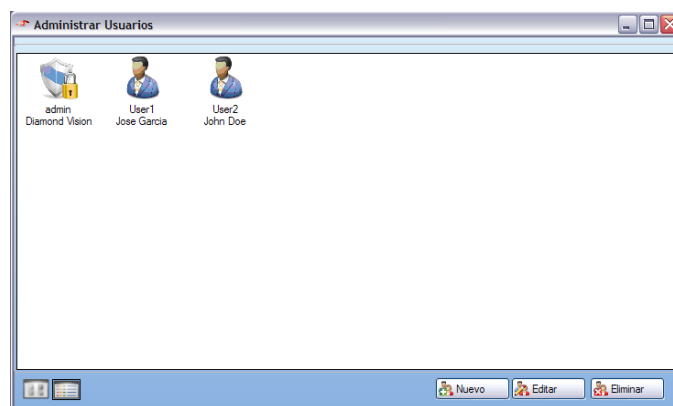 Administrar Usuarios
admin
Diamond Vision
User1
Jose Garcia
User2
John Doe
Nuevo
Editar
Eliminar